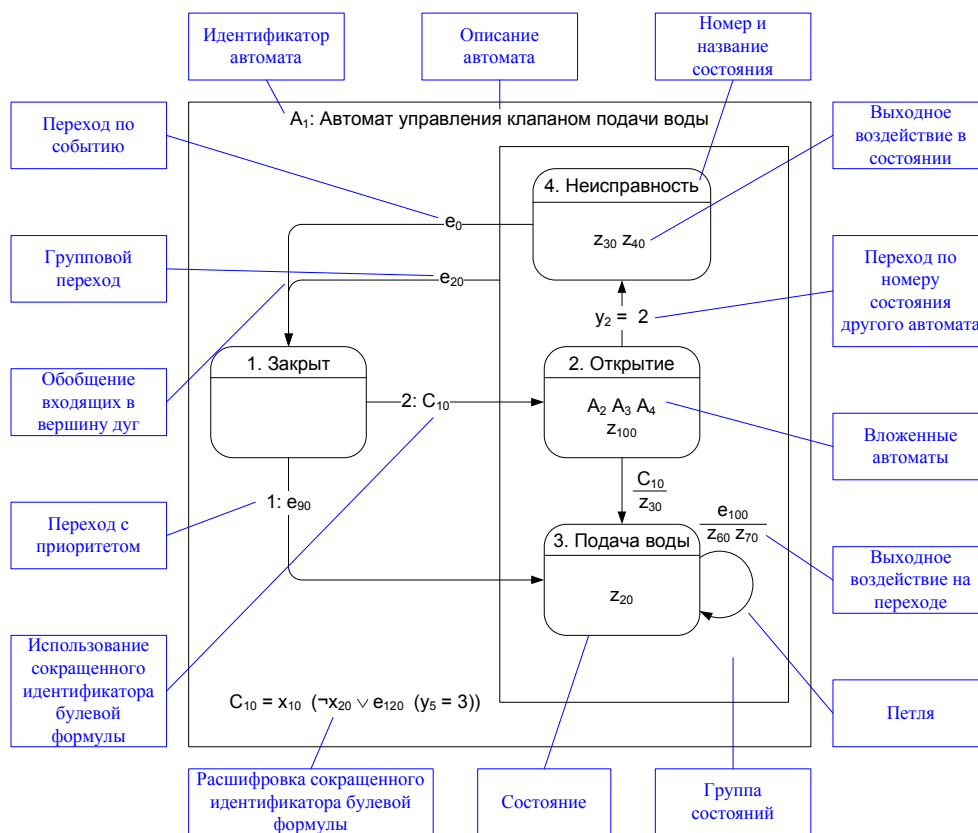 Идентификатор
автомата
Описание
автомата
Номер и
название
состояния
Переход по
событию
A₁: Автомат управления клапаном подачи воды
Выходное
воздействие в
состоянии
4. Неисправность
z₃₀ z₄₀
e₀
Групповой
переход
e₂₀
Переход по
номеру
состояния
другого автомата
y₂ = 2
1. Закрыт
2. Открытие
Обобщение
входящих в
вершину дуг
2: C₁₀
A₂ A₃ A₄
z₁₀₀
Вложенные
автоматы
C₁₀
z₃₀
1: e₉₀
Переход с
приоритетом
e₁₀₀
z₆₀ z₇₀
3. Подача воды
z₂₀
Выходное
воздействие на
переходе
Использование
сокращенного
идентификатора
булевой
формулы
C₁₀ = x₁₀ (¬x₂₀ ∨ e₁₂₀ (y₅ = 3))
Петля
Расшифровка сокращенного
идентификатора булевой
формулы
Состояние
Группа
состояний